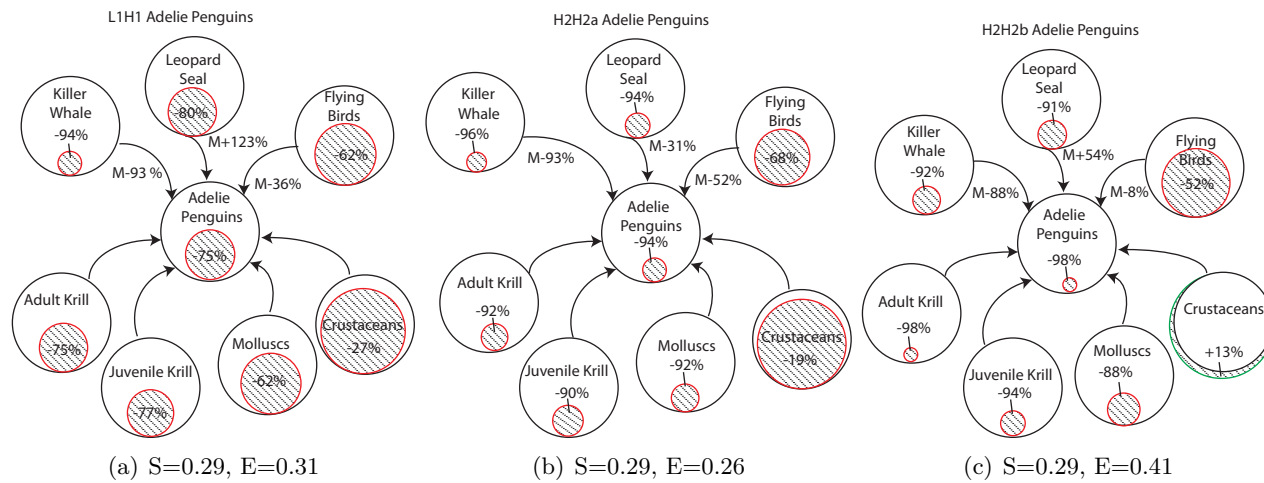 L1H1 Adelie Penguins
Leopard
Seal
-80%
Killer
Whale
-94%
Flying
Birds
-62%
M-93 %
M+123%
M-36%
Adelie
Penguins
-75%
Adult Krill
-75%
Juvenile Krill
-77%
Molluscs
-62%
Crustaceans
-27%
(a) S=0.29, E=0.31
H2H2a Adelie Penguins
Leopard
Seal
-94%
Killer
Whale
-96%
Flying
Birds
-68%
M-93%
M-31%
M-52%
Adelie
Penguins
-94%
Adult Krill
-92%
Juvenile Krill
-90%
Molluscs
-92%
Crustaceans
-19%
(b) S=0.29, E=0.26
H2H2b Adelie Penguins
Leopard
Seal
-91%
Killer
Whale
-92%
Flying
Birds
-52%
M-88%
M+54%
M-8%
Adelie
Penguins
-98%
Adult Krill
-98%
Juvenile Krill
-94%
Molluscs
-88%
Crustaceans
+13%
(c) S=0.29, E=0.41